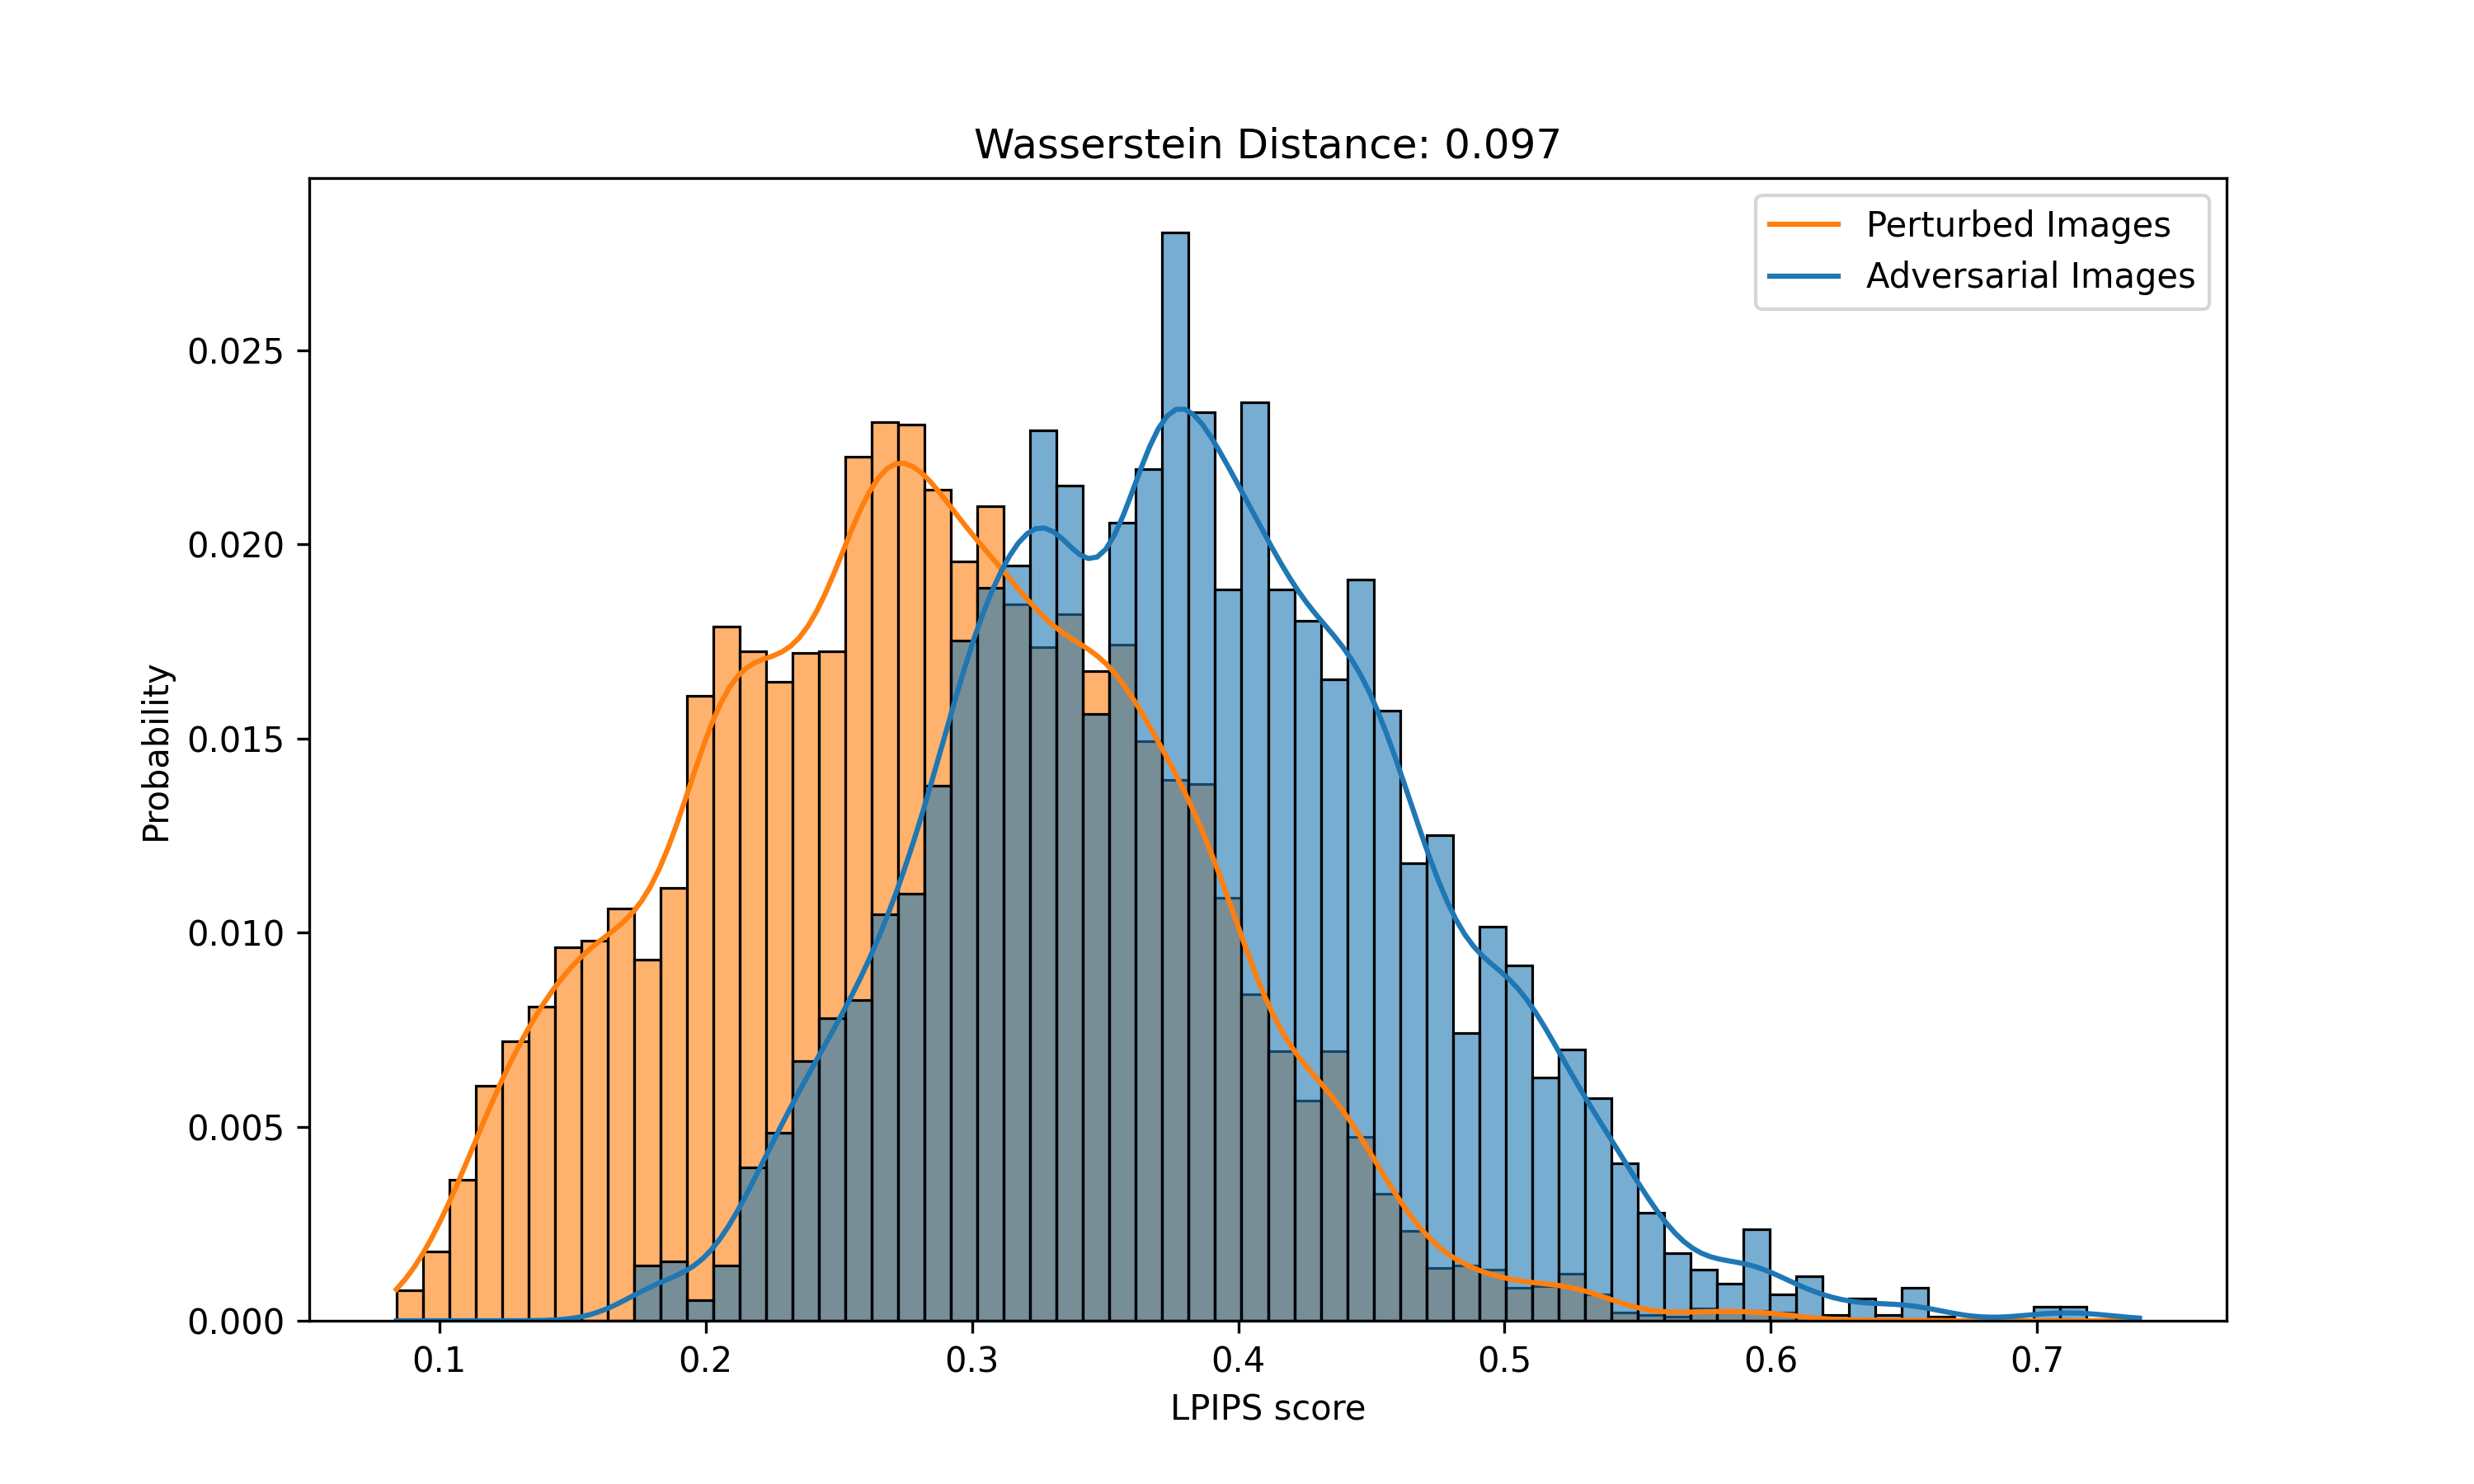 Wasserstein Distance: 0.097
Perturbed Images
Adversarial Images
Probability
0.025
0.020
0.015
0.010
0.005
0.000
0.1 0.2 0.3 0.4 0.5 0.6 0.7
LPIPS score